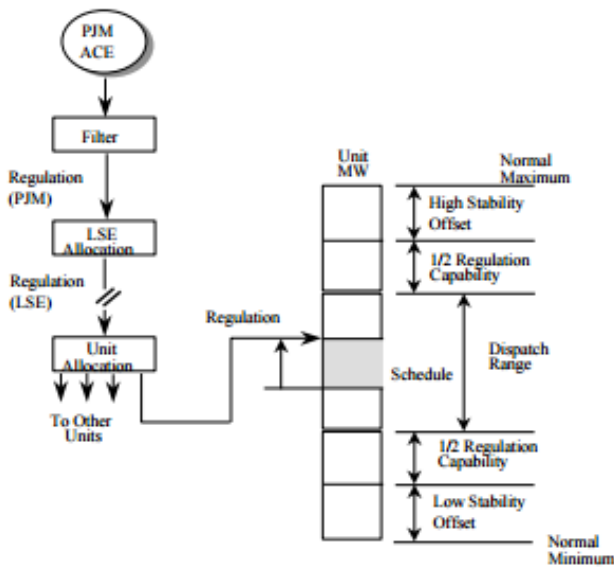 PJM
ACE
Filter
Regulation
(PJM)
LSE
Allocation
Regulation
(LSE)
Unit
Allocation
To Other
Units
Regulation
Unit
MW
Schedule
Normal
Maximum
High Stability
Offset
1/2 Regulation
Capability
Dispatch
Range
1/2 Regulation
Capability
Low Stability
Offset
Normal
Minimum